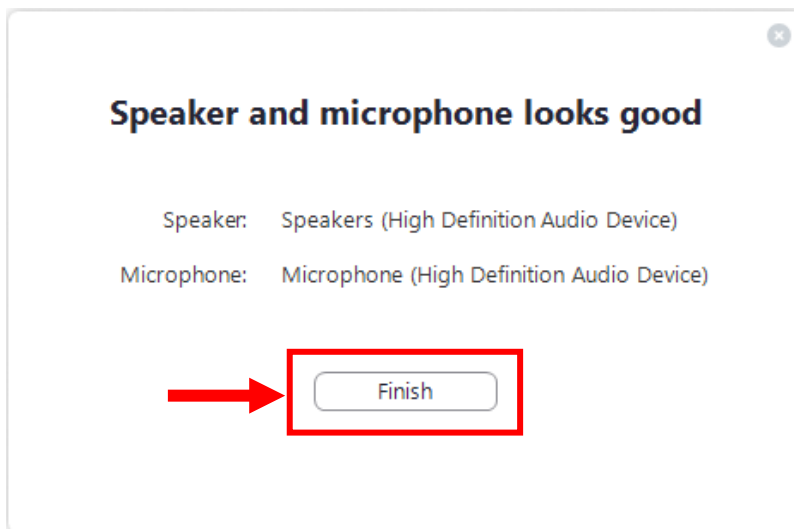 Speaker and microphone looks good
Speaker: Speakers (High Definition Audio Device)
Microphone: Microphone (High Definition Audio Device)
Finish